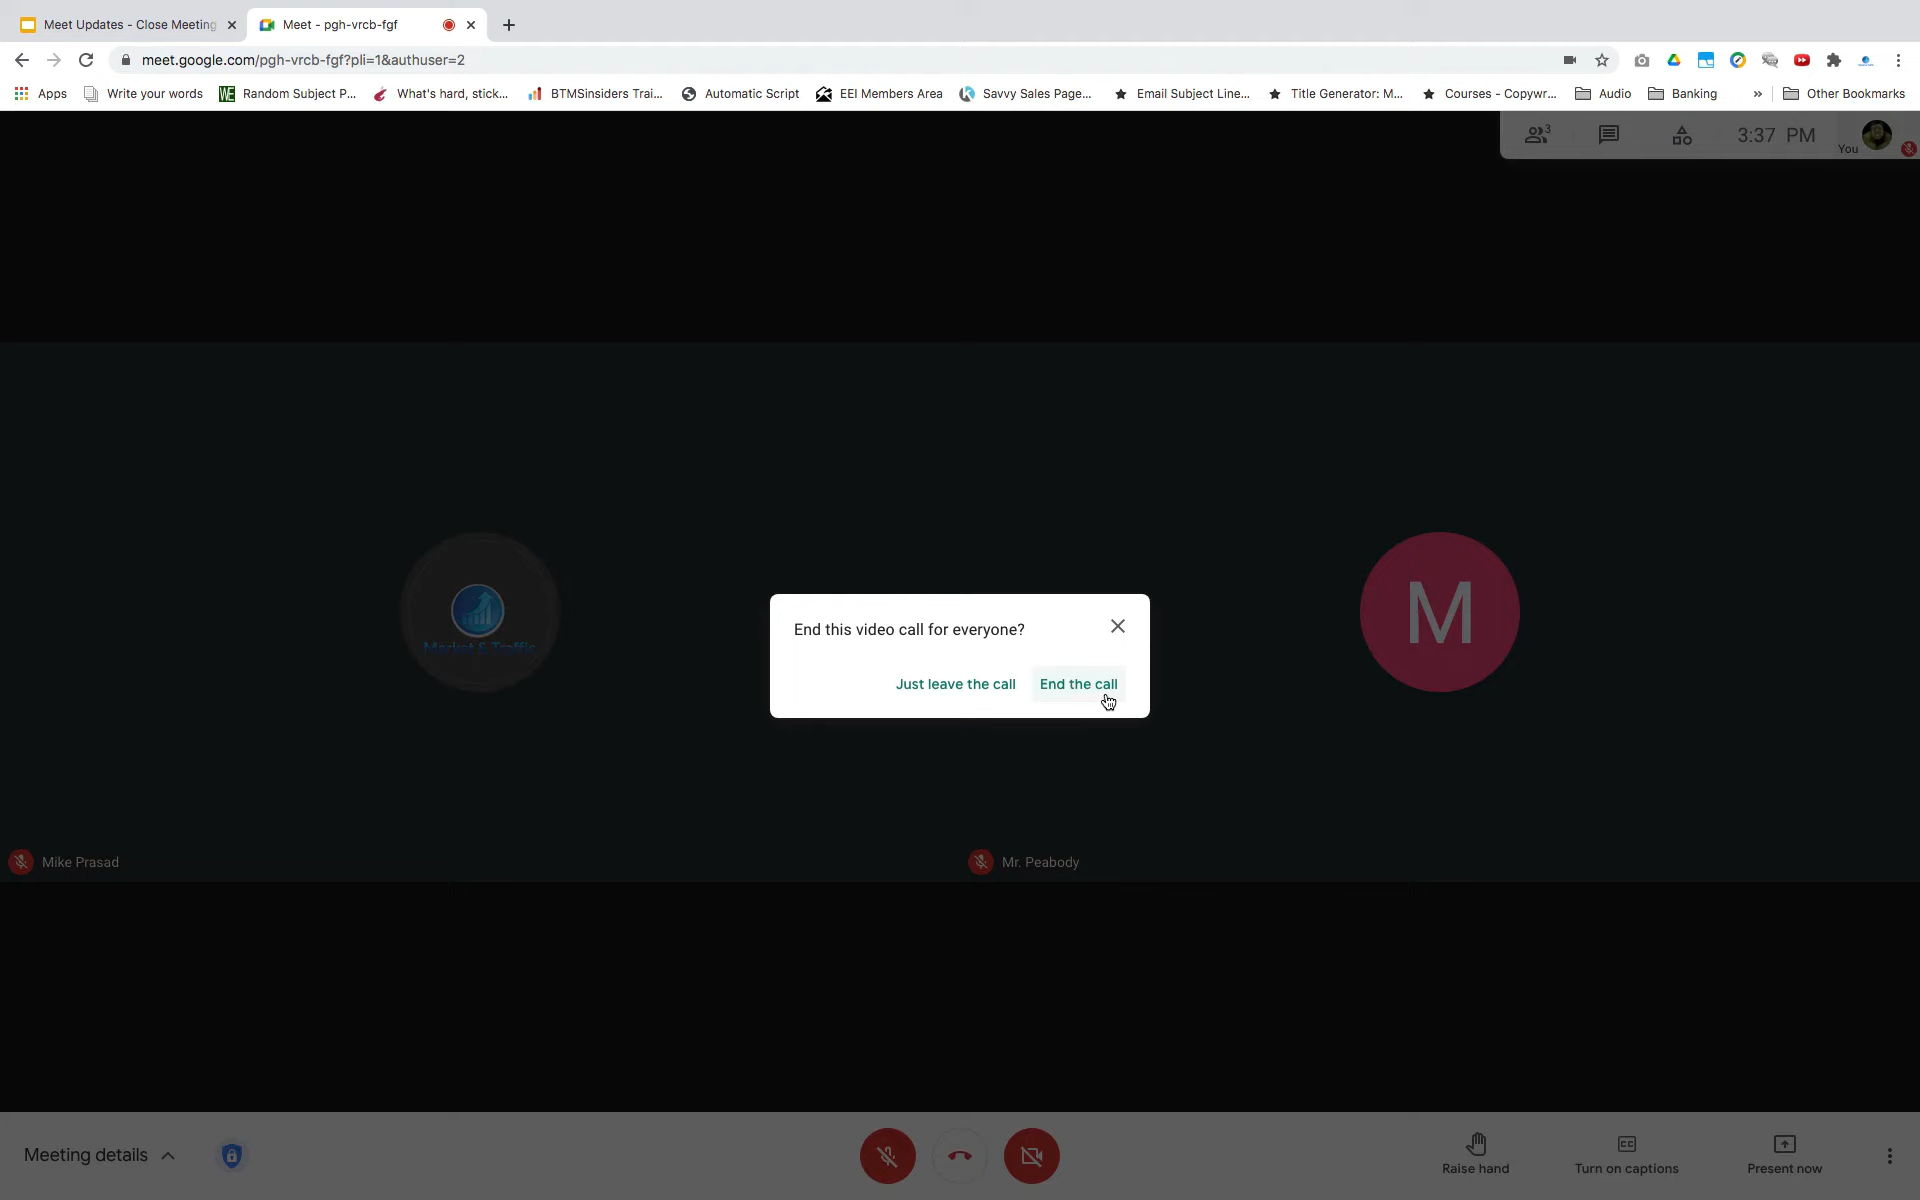 Meet Updates - Close Meeting
Meet - pgh-vrcb-fgf
meet.google.com/pgh-vrcb-fgf?pli=1&authuser=2
Apps Write your words Random Subject P... What's hard, stick... BTMSinsiders Trai... Automatic Script EEI Members Area Savvy Sales Page... Email Subject Line... Title Generator: M... Courses - Copywr... Audio Banking » Other Bookmarks
3 3:37 PM You
Market & Traffic
M
End this video call for everyone?
Just leave the call End the call
Mike Prasad
Mr. Peabody
Meeting details
Raise hand
CC
Turn on captions
Present now